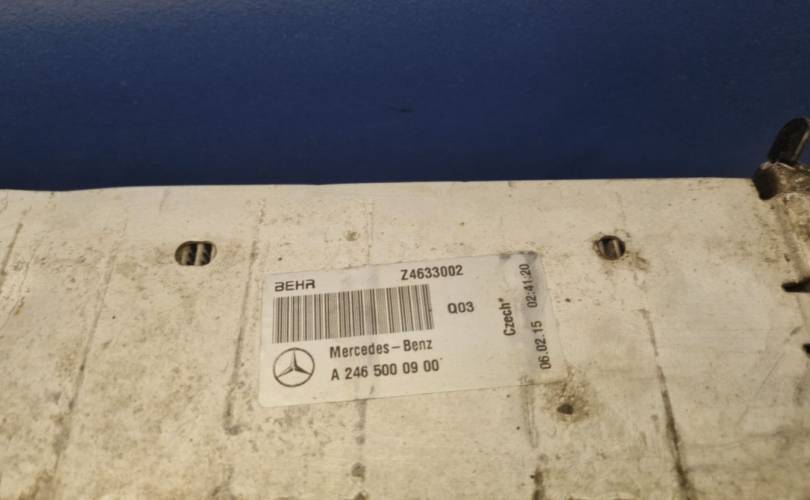 BEHR Z4633002
Q03
Mercedes-Benz
A 246 500 09 00
Czech*
06.02.15 02:41:20